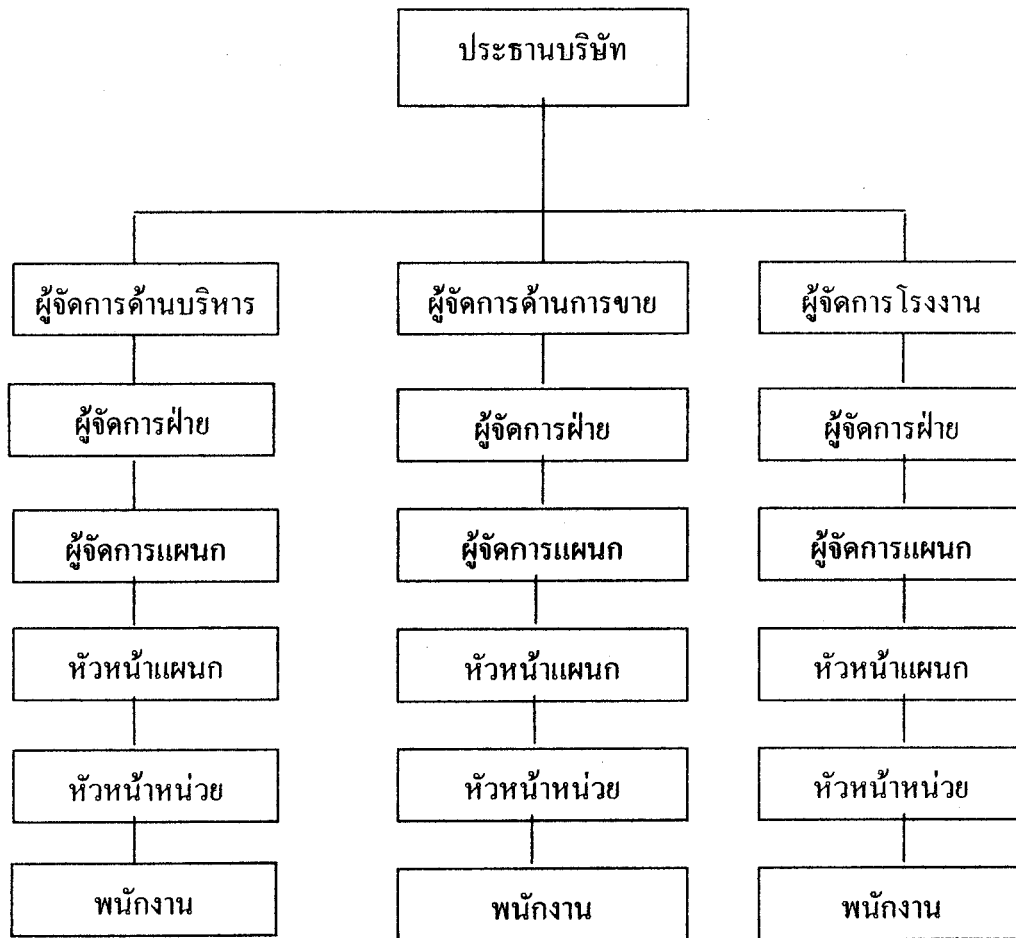 ประธานบริษัท
ผู้จัดการด้านบริหาร
ผู้จัดการด้านการขาย
ผู้จัดการโรงงาน
ผู้จัดการฝ่าย
ผู้จัดการฝ่าย
ผู้จัดการฝ่าย
ผู้จัดการแผนก
ผู้จัดการแผนก
ผู้จัดการแผนก
หัวหน้าแผนก
หัวหน้าแผนก
หัวหน้าแผนก
หัวหน้าหน่วย
หัวหน้าหน่วย
หัวหน้าหน่วย
พนักงาน
พนักงาน
พนักงาน